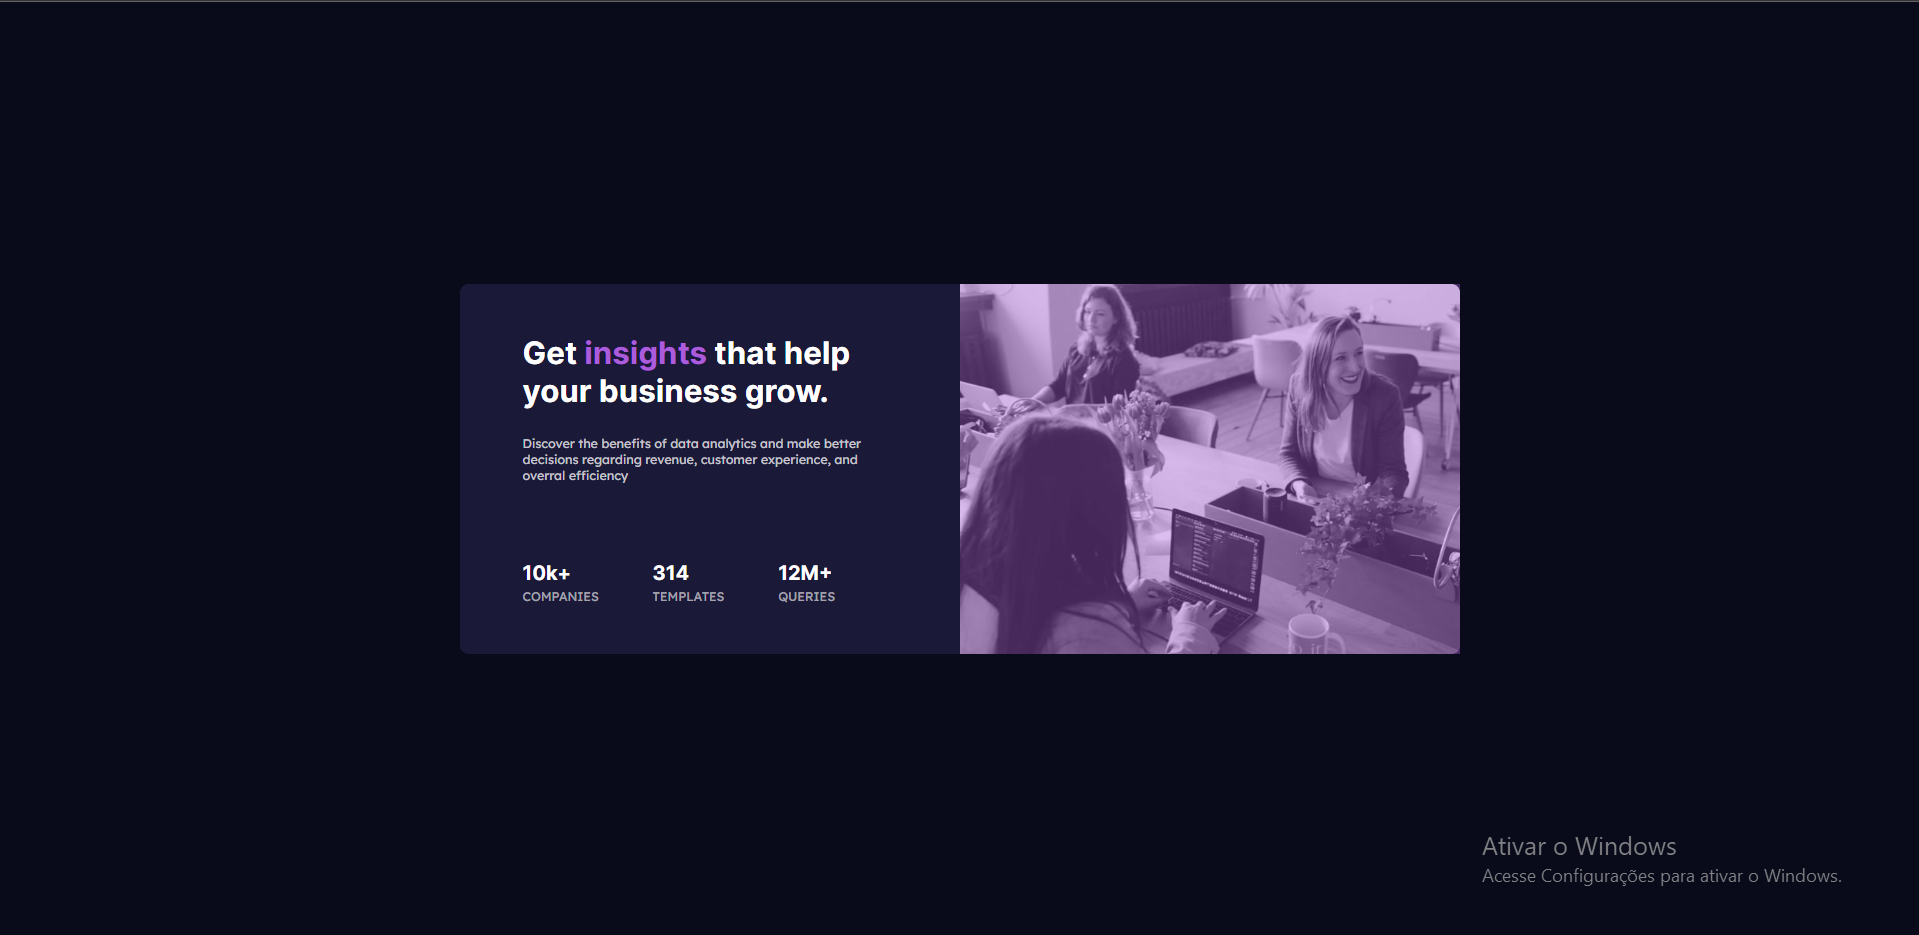 Get insights that help
your business grow.
Discover the benefits of data analytics and make better
decisions regarding revenue, customer experience, and
overral efficiency
10k+ 314 12M+
COMPANIES TEMPLATES QUERIES
Ativar o Windows
Acesse Configurações para ativar o Windows.